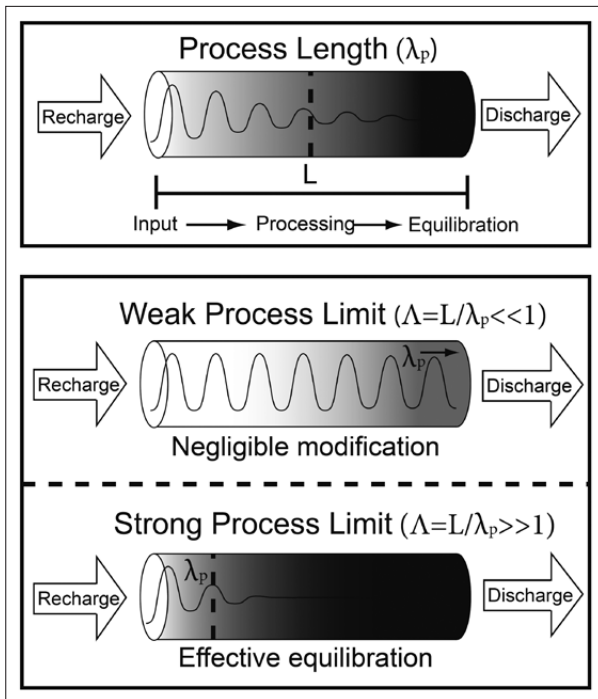 Process Length (λp)
Recharge
Discharge
L
Input Processing Equilibration
Weak Process Limit (Λ=L/λp<<1)
λp
Recharge
Discharge
Negligible modification
Strong Process Limit (Λ=L/λp>>1)
λp
Recharge
Discharge
Effective equilibration